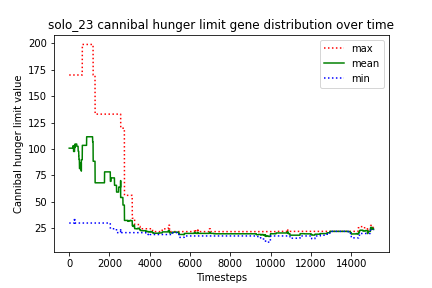 solo_23 cannibal hunger limit gene distribution over time
Cannibal hunger limit value
200
175
150
125
100
75
50
25
max
mean
min
0
2000
4000
6000
8000
10000
12000
14000
Timesteps